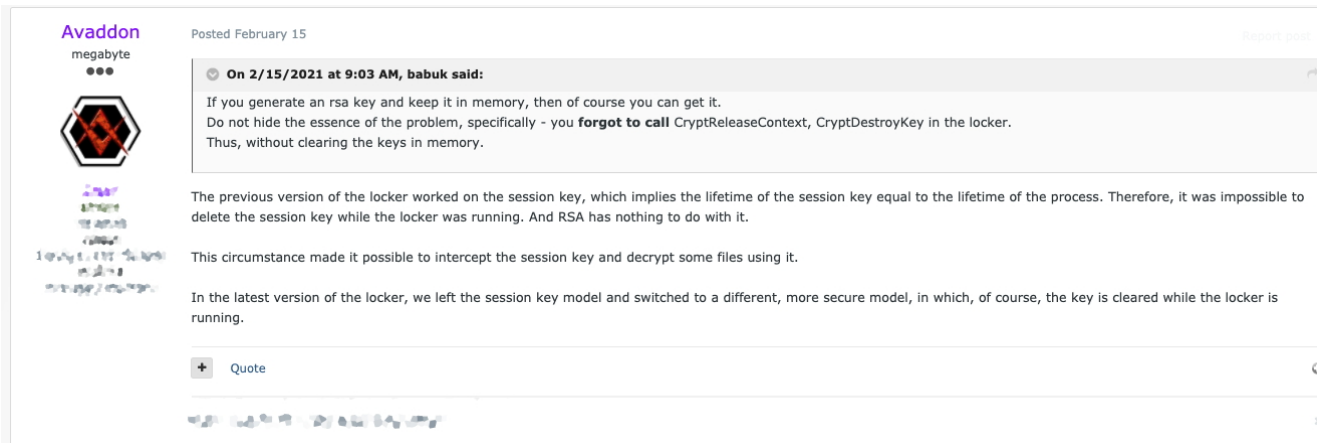 Avaddon
megabyte
Posted February 15
Report post
On 2/15/2021 at 9:03 AM, babuk said:
If you generate an rsa key and keep it in memory, then of course you can get it.
Do not hide the essence of the problem, specifically - you forgot to call CryptReleaseContext, CryptDestroyKey in the locker.
Thus, without clearing the keys in memory.
The previous version of the locker worked on the session key, which implies the lifetime of the session key equal to the lifetime of the process. Therefore, it was impossible to
delete the session key while the locker was running. And RSA has nothing to do with it.
This circumstance made it possible to intercept the session key and decrypt some files using it.
In the latest version of the locker, we left the session key model and switched to a different, more secure model, in which, of course, the key is cleared while the locker is
running.
+ Quote